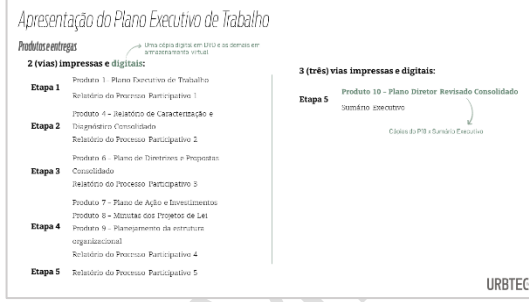 Apresentação do Plano Executivo de Trabalho
Produtos e entregas
Uma cópia digital em DVD e as demais em
armazenamento virtual
2 (vias) impressas e digitais:
Etapa 1
Produto 1 - Plano Executivo de Trabalho
Relatório do Processo Participativo 1
Etapa 2
Produto 4 – Relatório de Caracterização e
Diagnóstico Consolidado
Relatório do Processo Participativo 2
Etapa 3
Produto 6 – Plano de Diretrizes e Propostas
Consolidado
Relatório do Processo Participativo 3
Etapa 4
Produto 7 – Plano de Ação e Investimentos
Produto 8 – Minutas dos Projetos de Lei
Produto 9 – Planejamento da estrutura
organizacional
Relatório do Processo Participativo 4
Etapa 5
Relatório do Processo Participativo 5
3 (três) vias impressas e digitais:
Etapa 5
Produto 10 – Plano Diretor Revisado Consolidado
Sumário Executivo
Cópias do P10 e Sumário Executivo
URBTEC